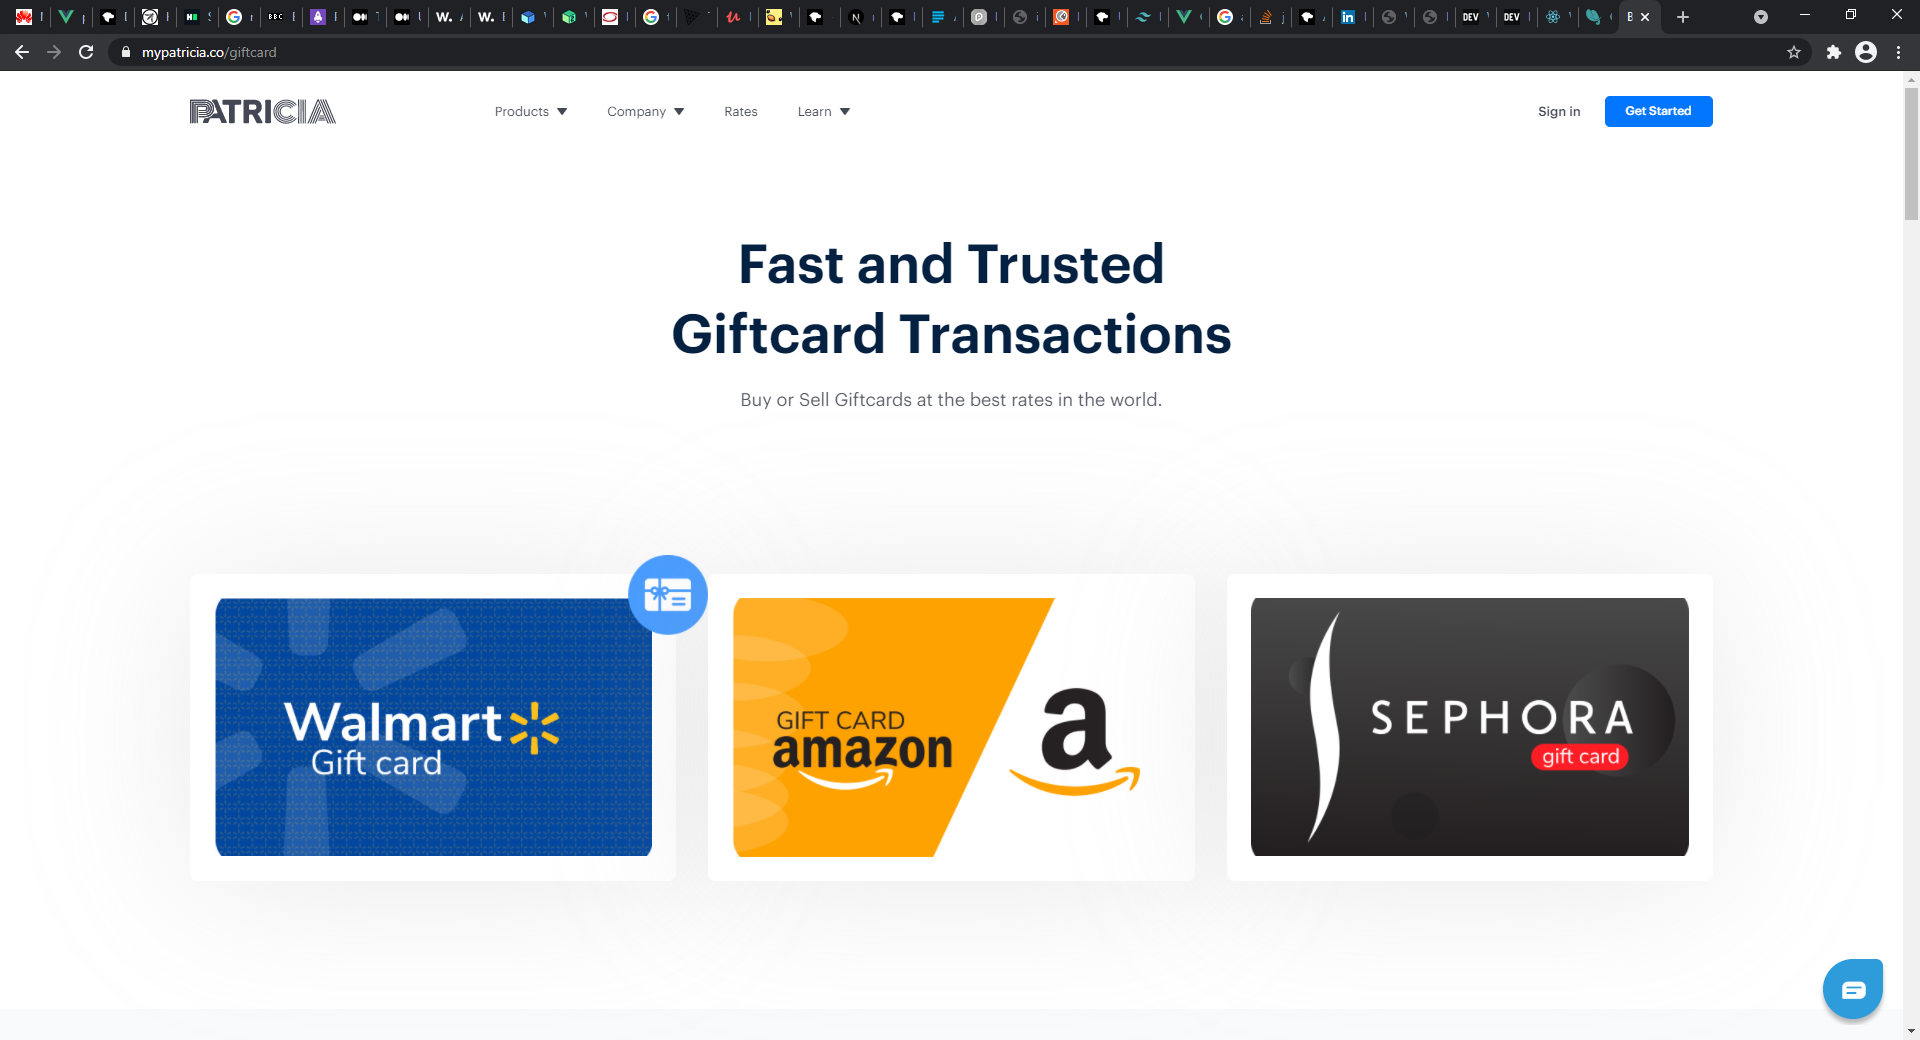 mypatricia.co/giftcard
PATRICIA
Products
Company
Rates
Learn
Sign in
Get Started
Fast and Trusted
Giftcard Transactions
Buy or Sell Giftcards at the best rates in the world.
Walmart
Gift card
GIFT CARD
amazon
a
SEPHORA
gift card